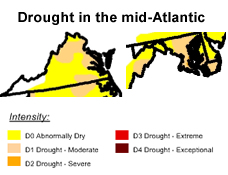 Drought in the mid-Atlantic
Intensity:
D0 Abnormally Dry
D1 Drought - Moderate
D2 Drought - Severe
D3 Drought - Extreme
D4 Drought - Exceptional